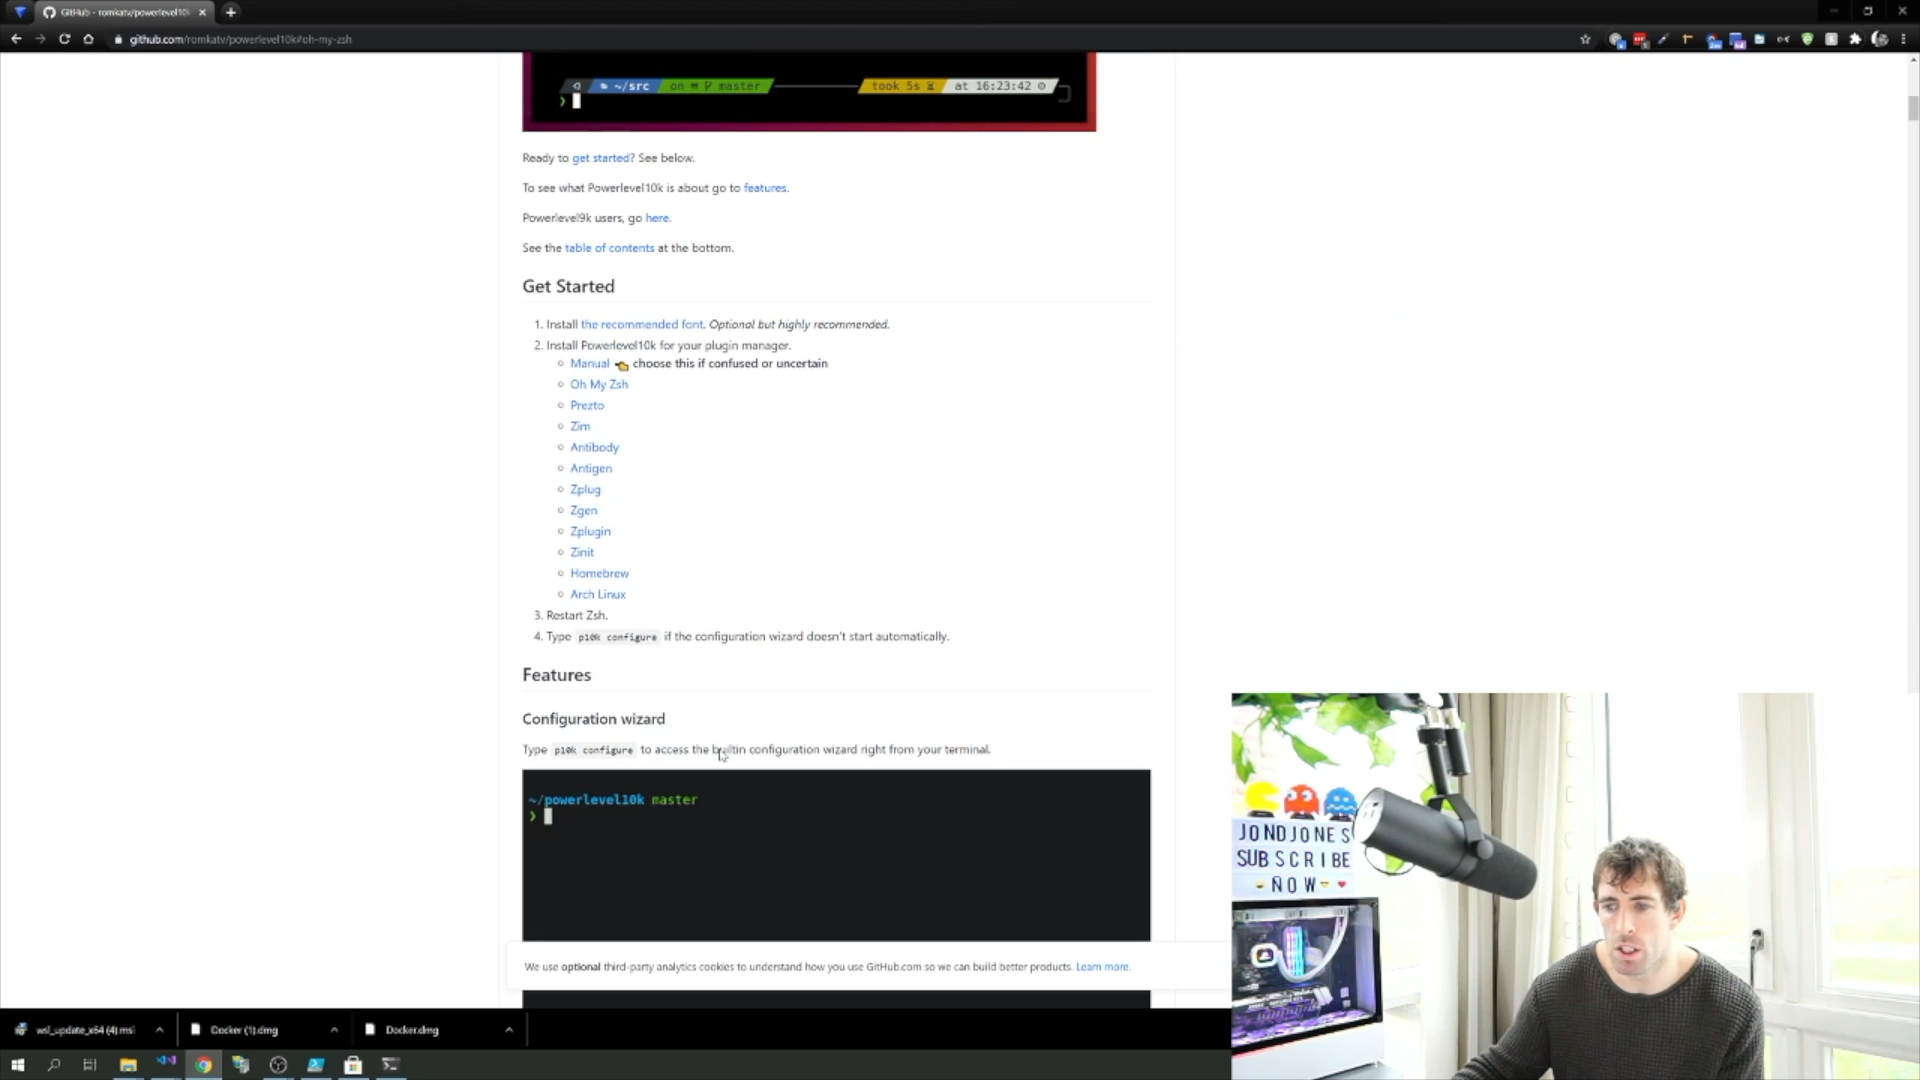 GitHub - romkatv/powerlevel10k
github.com/romkatv/powerlevel10k#oh-my-zsh
~/src on master took 5s at 16:23:42
Ready to get started? See below.
To see what Powerlevel10k is about go to features.
Powerlevel9k users, go here.
See the table of contents at the bottom.
Get Started
1. Install the recommended font. Optional but highly recommended.
2. Install Powerlevel10k for your plugin manager.
Manual choose this if confused or uncertain
Oh My Zsh
Prezto
Zim
Antibody
Antigen
Zplug
Zgen
Zplugin
Zinit
Homebrew
Arch Linux
3. Restart Zsh.
4. Type p10k configure if the configuration wizard doesn't start automatically.
Features
Configuration wizard
Type p10k configure to access the builtin configuration wizard right from your terminal.
~/powerlevel10k master
We use optional third-party analytics cookies to understand how you use GitHub.com so we can build better products. Learn more.
JONDJONES
SUBSCRIBE
NOW
wsl_update_x64 (4).msi
Docker (1).dmg
Docker.dmg